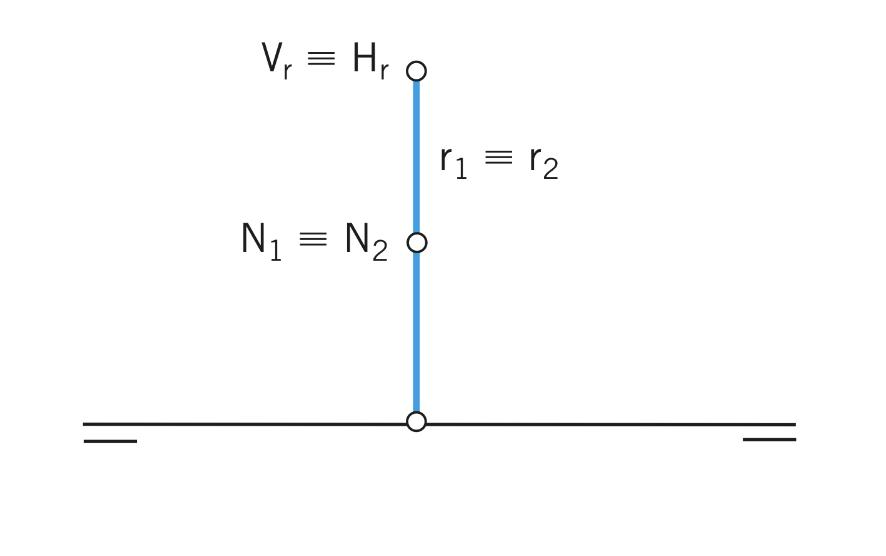 Vᵣ ≡ Hᵣ
r₁ ≡ r₂
N₁ ≡ N₂